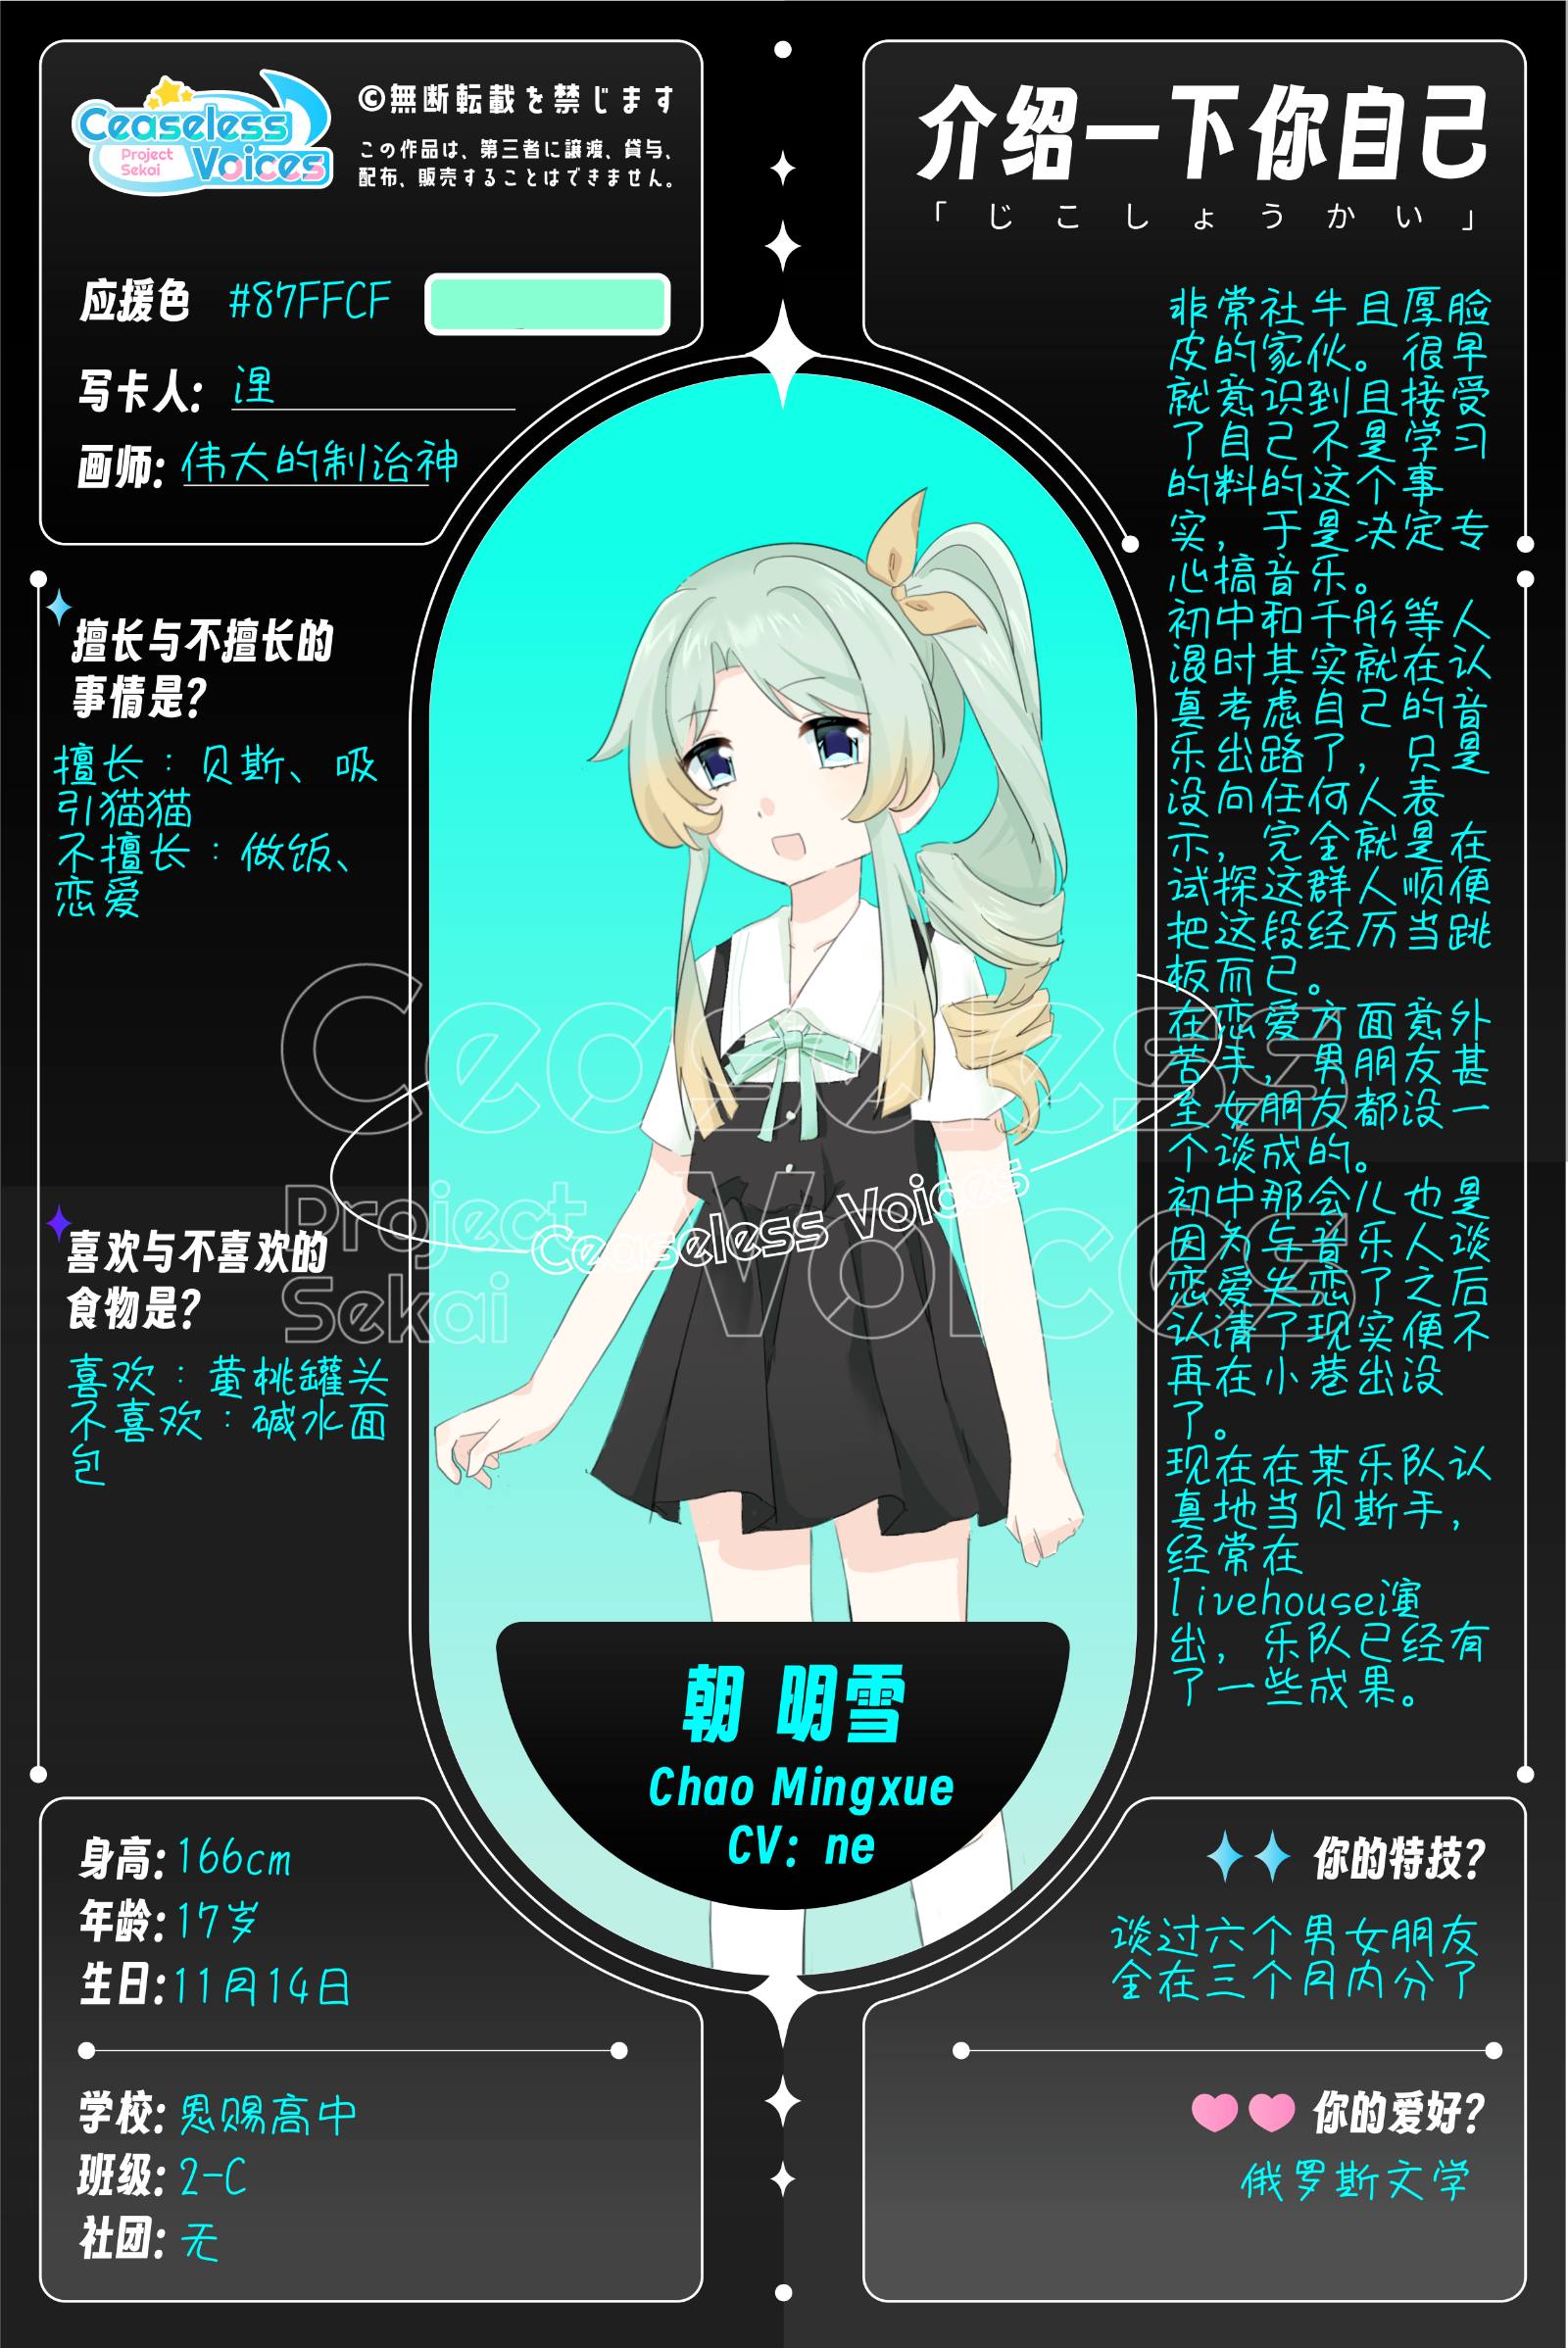 Ceaseless
Project
Sekai
Voices
©無断転載を禁じます
この作品は、第三者に譲渡、貸与、
配布、販売することはできません。
应援色 #87FFCF
写卡人: 浬
画师: 伟大的制冶神
介绍一下你自己
「じこしょうかい」
非常社牛且厚脸
皮的家伙。很早
就意识到且接受
了自己不是学习
的料的这个事
实，于是决定专
心搞音乐。
初中和千彤等人
混时其实就在认
真考虑自己的音
乐出路了，只是
没向任何人表
示，完全就是在
试探这群人顺便
把这段经历当跳
板而已。
在恋爱方面意外
苦手，男朋友甚
至女朋友都没一
个谈成的。
初中那会儿也是
因为与音乐人谈
恋爱失恋了之后
认清了现实便不
再在小巷出没
了。
现在在某乐队认
真地当贝斯手，
经常在
livehouse演
出，乐队已经有
了一些成果。
擅长与不擅长的
事情是?
擅长：贝斯、吸
引猫猫
不擅长：做饭、
恋爱
喜欢与不喜欢的
食物是?
喜欢：黄桃罐头
不喜欢：碱水面
包
Ceaseless
Project
Sekai
Voices
Ceaseless Voices
朝 明雪
Chao Mingxue
CV: ne
身高: 166cm
年龄: 17岁
生日: 11月14日
学校: 恩赐高中
班级: 2-C
社团: 无
你的特技?
谈过六个男女朋友
全在三个月内分了
你的爱好?
俄罗斯文学